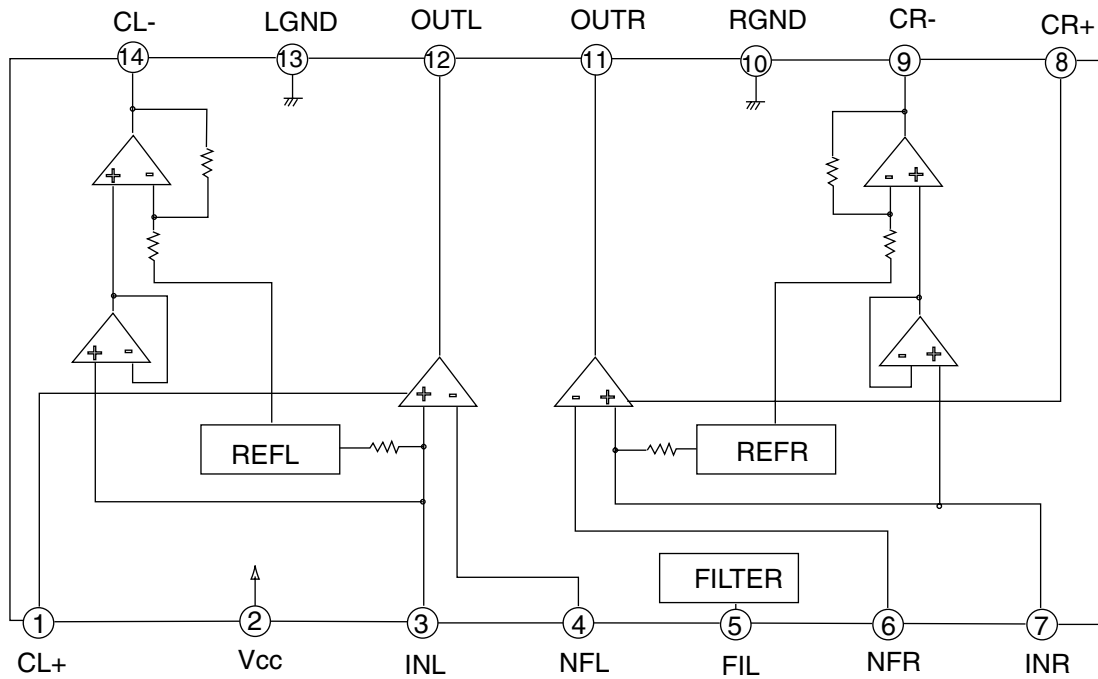 CL- LGND OUTL OUTR RGND CR- CR+
14 13 12 11 10 9 8
+ - - +
+ - - +
+ - - +
REFL REFR
FILTER
1 2 3 4 5 6 7
CL+ Vcc INL NFL FIL NFR INR